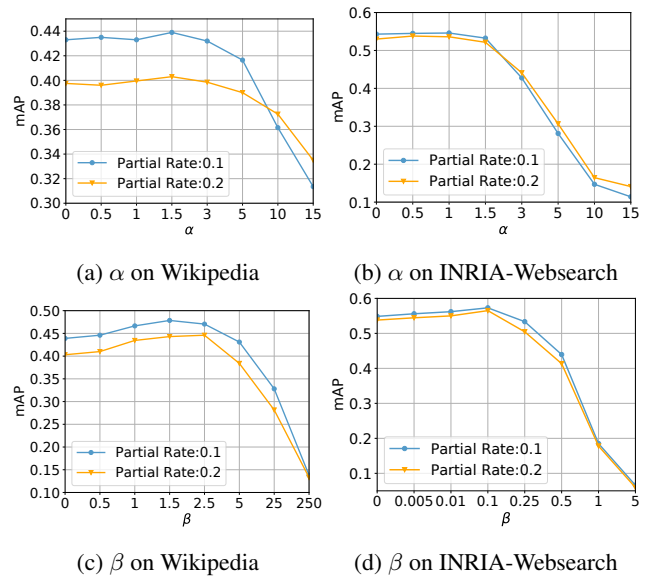 0.44
0.42
0.40
0.38
0.36
0.34
0.32
0.30
mAP
Partial Rate:0.1
Partial Rate:0.2
0 0.5 1 1.5 3 5 10 15
α
(a) α on Wikipedia
0.6
0.5
0.4
0.3
0.2
0.1
mAP
Partial Rate:0.1
Partial Rate:0.2
0 0.5 1 1.5 3 5 10 15
α
(b) α on INRIA-Websearch
0.50
0.45
0.40
0.35
0.30
0.25
0.20
0.15
0.10
mAP
Partial Rate:0.1
Partial Rate:0.2
0 0.5 1 1.5 2.5 5 25 250
β
(c) β on Wikipedia
0.6
0.5
0.4
0.3
0.2
0.1
mAP
Partial Rate:0.1
Partial Rate:0.2
0 0.005 0.01 0.1 0.25 0.5 1 5
β
(d) β on INRIA-Websearch